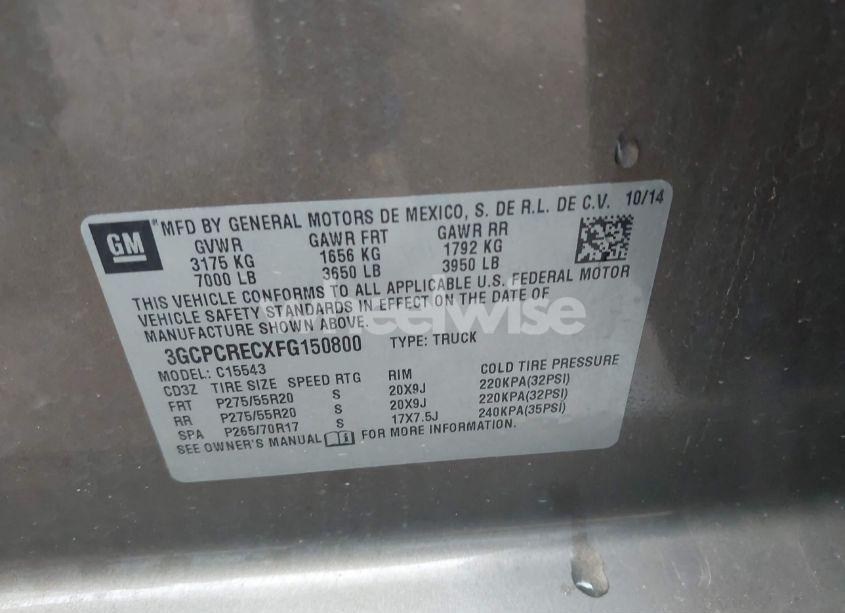 GM
MFD BY GENERAL MOTORS DE MEXICO, S. DE R.L. DE C.V. 10/14
GVWR GAWR FRT GAWR RR
3175 KG 1656 KG 1792 KG
7000 LB 3650 LB 3950 LB
THIS VEHICLE CONFORMS TO ALL APPLICABLE U.S. FEDERAL MOTOR
VEHICLE SAFETY STANDARDS IN EFFECT ON THE DATE OF
MANUFACTURE SHOWN ABOVE.
wheelwise
3GCPCRECXFG150800 TYPE: TRUCK
MODEL: C15543
CD3Z TIRE SIZE SPEED RTG RIM COLD TIRE PRESSURE
FRT P275/55R20 S 20X9J 220KPA(32PSI)
RR P275/55R20 S 20X9J 220KPA(32PSI)
SPA P265/70R17 S 17X7.5J 240KPA(35PSI)
SEE OWNER'S MANUAL FOR MORE INFORMATION.